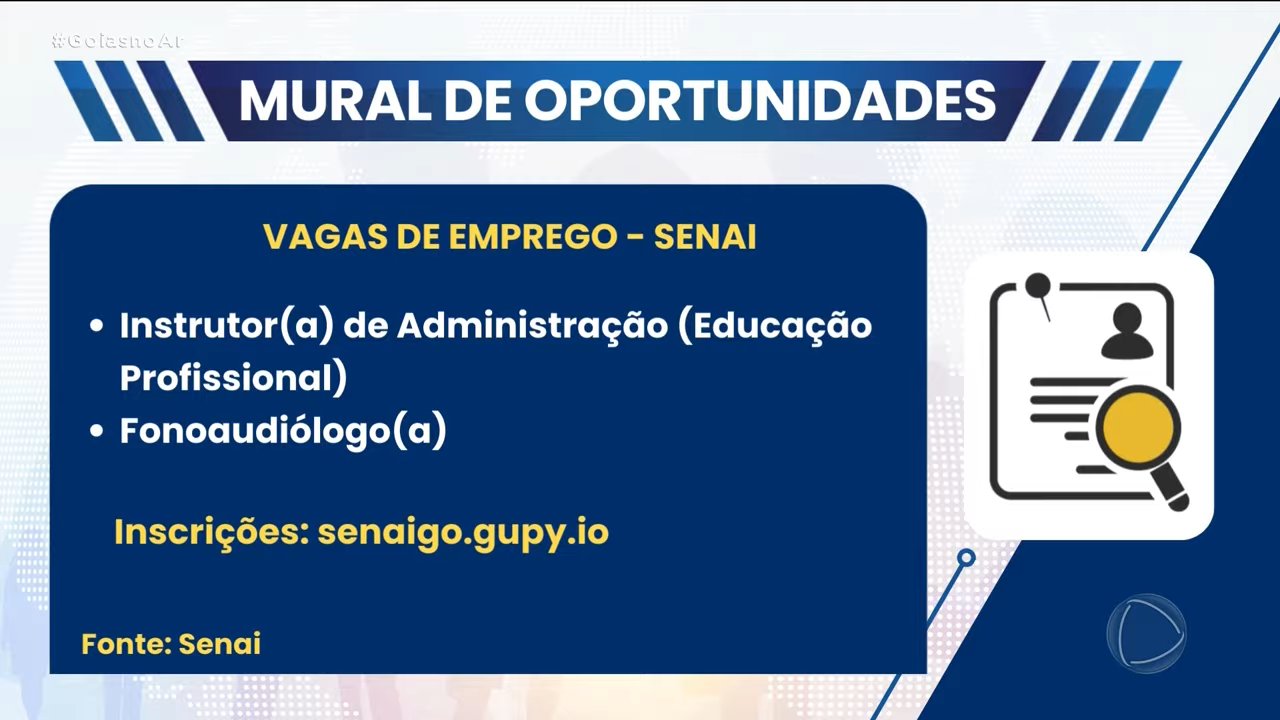 #GoiasnoAr
MURAL DE OPORTUNIDADES
VAGAS DE EMPREGO - SENAI
• Instrutor(a) de Administração (Educação
Profissional)
• Fonoaudiólogo(a)
Inscrições: senaigo.gupy.io
Fonte: Senai